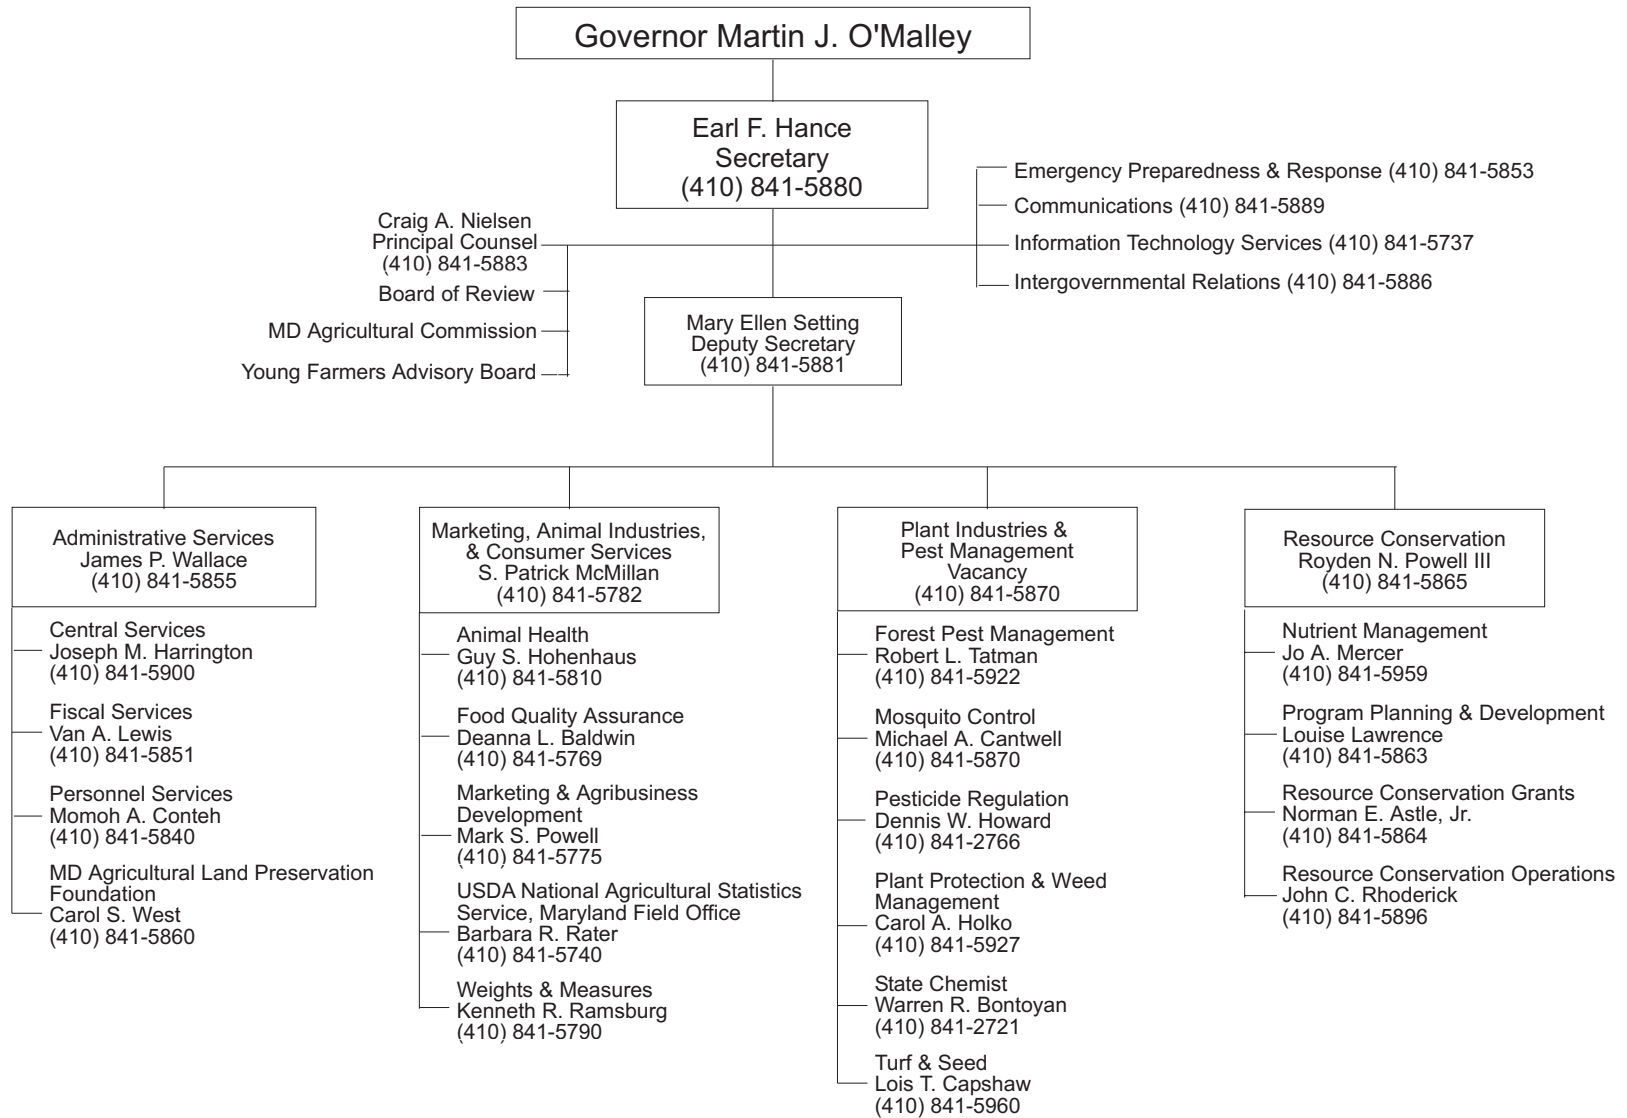 Governor Martin J. O'Malley
Earl F. Hance
Secretary
(410) 841-5880
Emergency Preparedness & Response (410) 841-5853
Communications (410) 841-5889
Information Technology Services (410) 841-5737
Intergovernmental Relations (410) 841-5886
Craig A. Nielsen
Principal Counsel
(410) 841-5883
Board of Review
MD Agricultural Commission
Young Farmers Advisory Board
Mary Ellen Setting
Deputy Secretary
(410) 841-5881
Administrative Services
James P. Wallace
(410) 841-5855
Central Services
Joseph M. Harrington
(410) 841-5900
Fiscal Services
Van A. Lewis
(410) 841-5851
Personnel Services
Momoh A. Conteh
(410) 841-5840
MD Agricultural Land Preservation
Foundation
Carol S. West
(410) 841-5860
Marketing, Animal Industries,
& Consumer Services
S. Patrick McMillan
(410) 841-5782
Animal Health
Guy S. Hohenhaus
(410) 841-5810
Food Quality Assurance
Deanna L. Baldwin
(410) 841-5769
Marketing & Agribusiness
Development
Mark S. Powell
(410) 841-5775
USDA National Agricultural Statistics
Service, Maryland Field Office
Barbara R. Rater
(410) 841-5740
Weights & Measures
Kenneth R. Ramsburg
(410) 841-5790
Plant Industries &
Pest Management
Vacancy
(410) 841-5870
Forest Pest Management
Robert L. Tatman
(410) 841-5922
Mosquito Control
Michael A. Cantwell
(410) 841-5870
Pesticide Regulation
Dennis W. Howard
(410) 841-2766
Plant Protection & Weed
Management
Carol A. Holko
(410) 841-5927
State Chemist
Warren R. Bontoyan
(410) 841-2721
Turf & Seed
Lois T. Capshaw
(410) 841-5960
Resource Conservation
Royden N. Powell III
(410) 841-5865
Nutrient Management
Jo A. Mercer
(410) 841-5959
Program Planning & Development
Louise Lawrence
(410) 841-5863
Resource Conservation Grants
Norman E. Astle, Jr.
(410) 841-5864
Resource Conservation Operations
John C. Rhoderick
(410) 841-5896